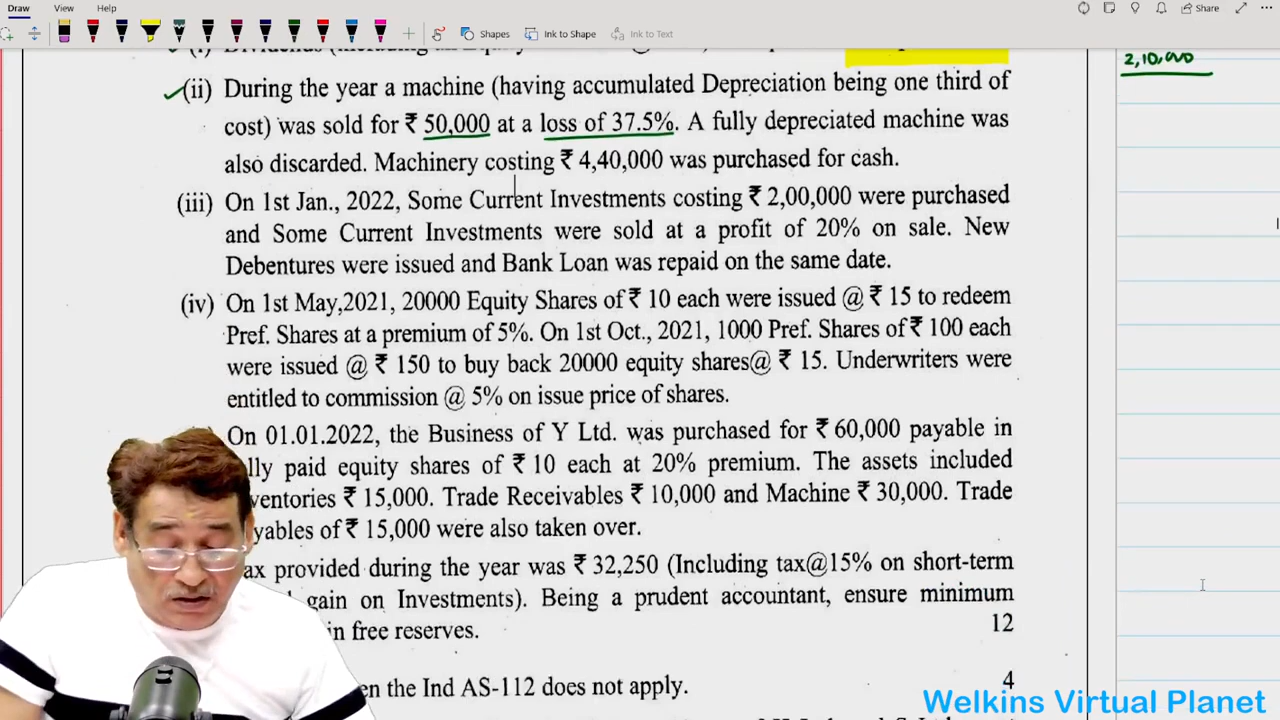 Draw View Help
Share
Shapes Ink to Shape Ink to Text
(i) Dividends (including an
2,10,000
(ii) During the year a machine (having accumulated Depreciation being one third of
cost) was sold for ₹ 50,000 at a loss of 37.5%. A fully depreciated machine was
also discarded. Machinery costing ₹ 4,40,000 was purchased for cash.
(iii) On 1st Jan., 2022, Some Current Investments costing ₹ 2,00,000 were purchased
and Some Current Investments were sold at a profit of 20% on sale. New
Debentures were issued and Bank Loan was repaid on the same date.
(iv) On 1st May,2021, 20000 Equity Shares of ₹ 10 each were issued @ ₹ 15 to redeem
Pref. Shares at a premium of 5%. On 1st Oct., 2021, 1000 Pref. Shares of ₹ 100 each
were issued @ ₹ 150 to buy back 20000 equity shares@ ₹ 15. Underwriters were
entitled to commission @ 5% on issue price of shares.
On 01.01.2022, the Business of Y Ltd. was purchased for ₹ 60,000 payable in
lly paid equity shares of ₹ 10 each at 20% premium. The assets included
ventories ₹ 15,000. Trade Receivables ₹ 10,000 and Machine ₹ 30,000. Trade
yables of ₹ 15,000 were also taken over.
ax provided during the year was ₹ 32,250 (Including tax@15% on short-term
gain on Investments). Being a prudent accountant, ensure minimum
in free reserves.
12
en the Ind AS-112 does not apply.
4
Welkins Virtual Planet